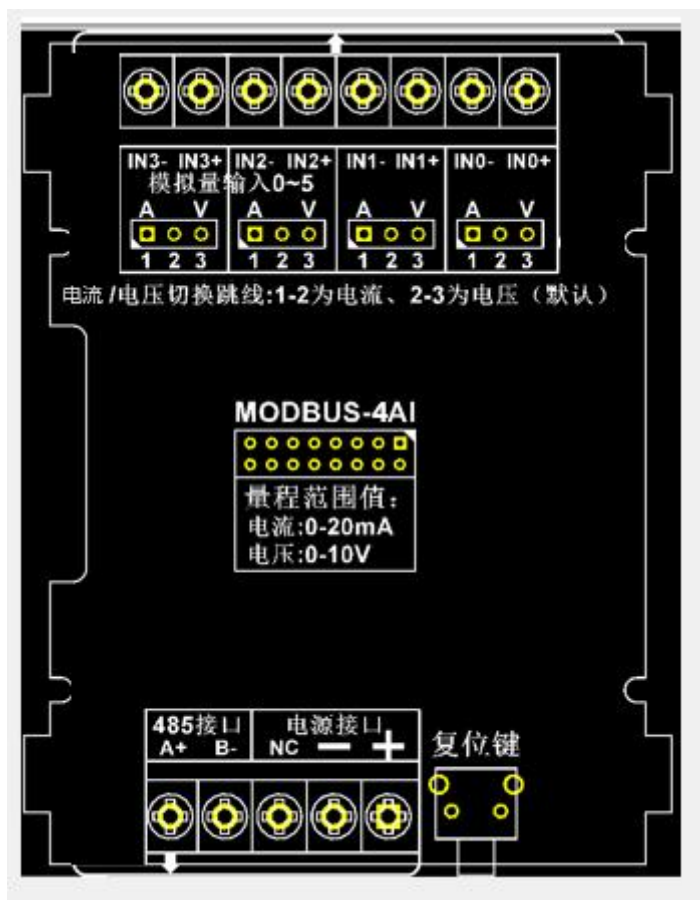 IN3- IN3+ IN2- IN2+ IN1- IN1+ IN0- IN0+
模拟量输入0~5
A V A V A V A V
1 2 3 1 2 3 1 2 3 1 2 3
电流 /电压切换跳线:1-2为电流、2-3为电压（默认）
MODBUS-4AI
量程范围值：
电流:0-20mA
电压:0-10V
485接口 电源接口 复位键
A+ B- NC － ＋